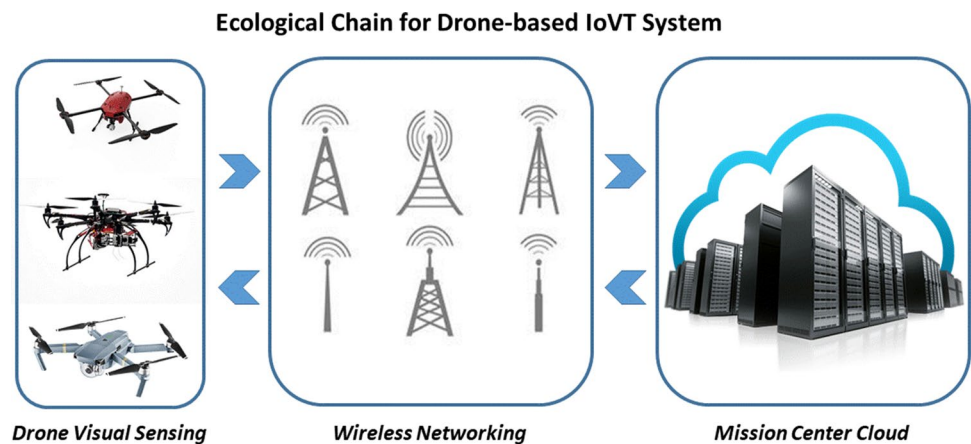 Ecological Chain for Drone-based IoVT System
Drone Visual Sensing
Wireless Networking
Mission Center Cloud